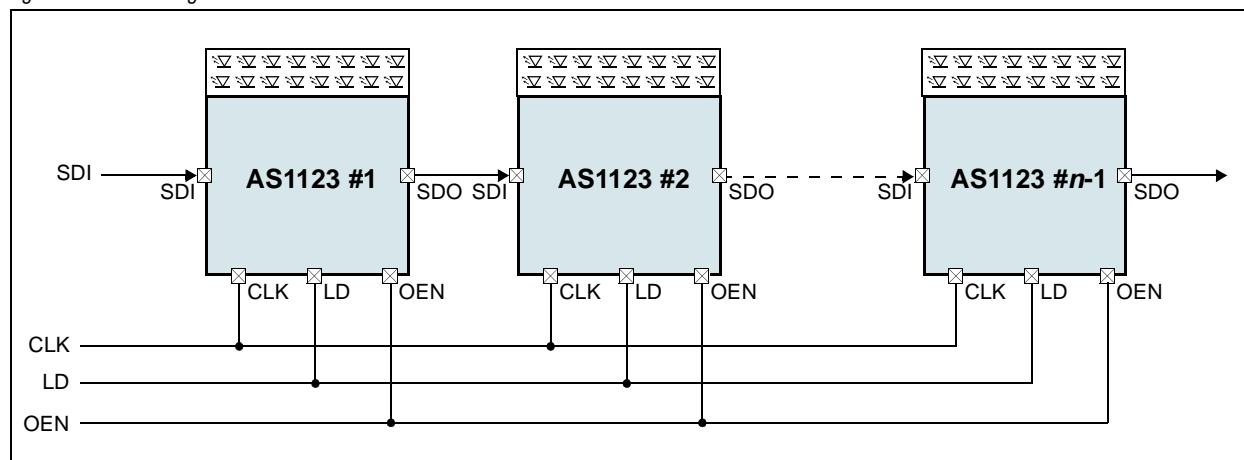 SDI
SDI
AS1123 #1
SDO
SDI
AS1123 #2
SDO
SDI
AS1123 #n-1
SDO
CLK
LD
OEN
CLK
LD
OEN
CLK
LD
OEN
CLK
LD
OEN